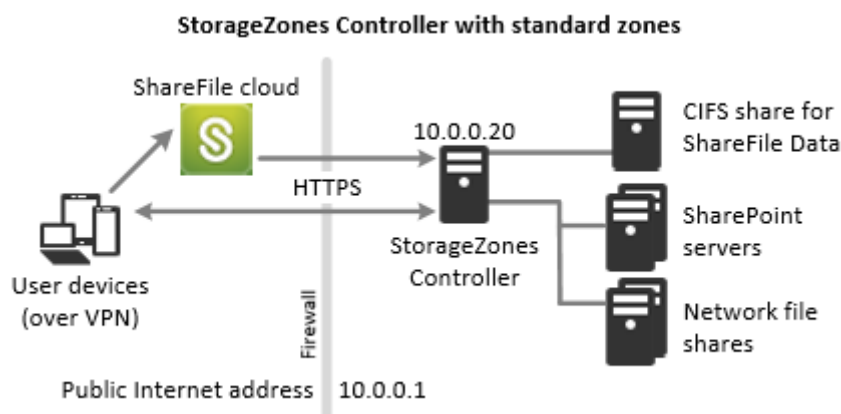 StorageZones Controller with standard zones
ShareFile cloud
S
10.0.0.20
CIFS share for
ShareFile Data
HTTPS
StorageZones
Controller
SharePoint
servers
User devices
(over VPN)
Firewall
Network file
shares
Public Internet address
10.0.0.1